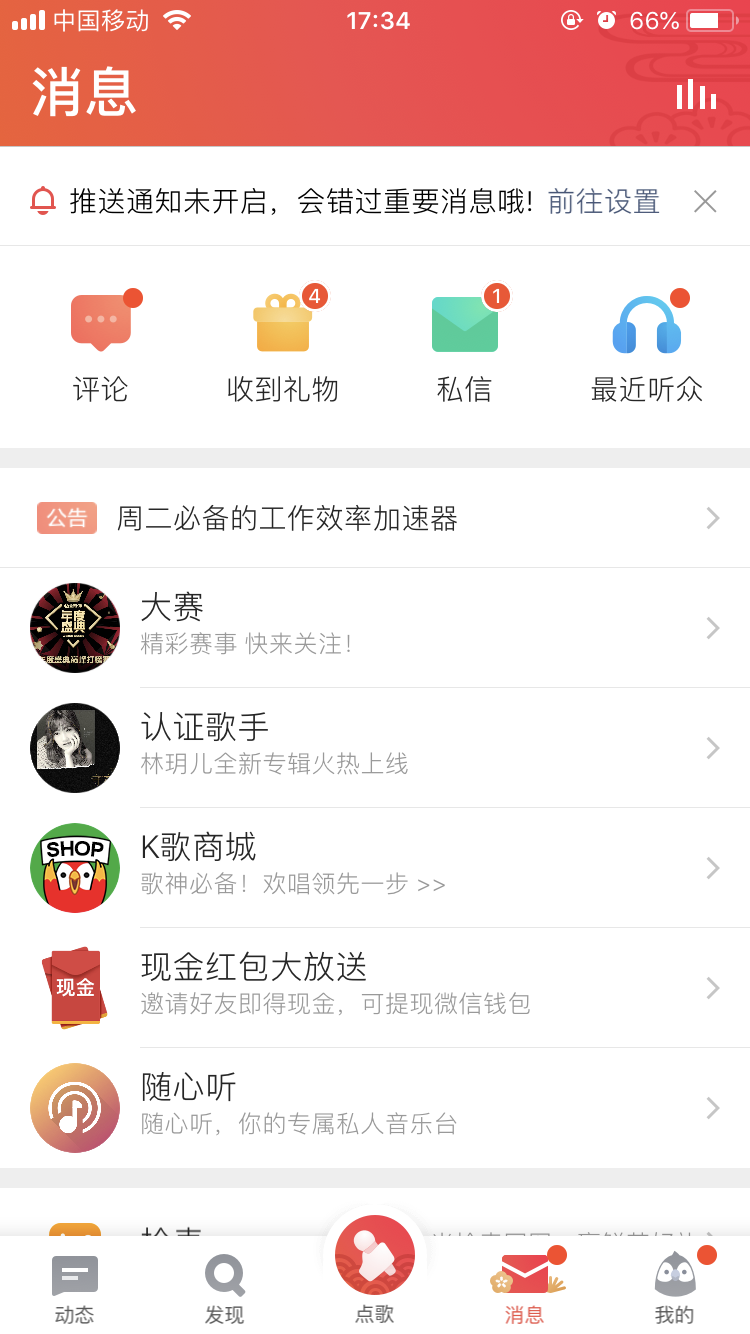 中国移动 17:34 66%
消息
推送通知未开启，会错过重要消息哦! 前往设置
4 1
评论 收到礼物 私信 最近听众
公告 周二必备的工作效率加速器
年度
盛典
大赛
精彩赛事 快来关注!
认证歌手
林玥儿全新专辑火热上线
SHOP
K歌商城
歌神必备！欢唱领先一步 >>
现金
现金红包大放送
邀请好友即得现金，可提现微信钱包
随心听
随心听，你的专属私人音乐台
动态 发现 点歌 消息 我的